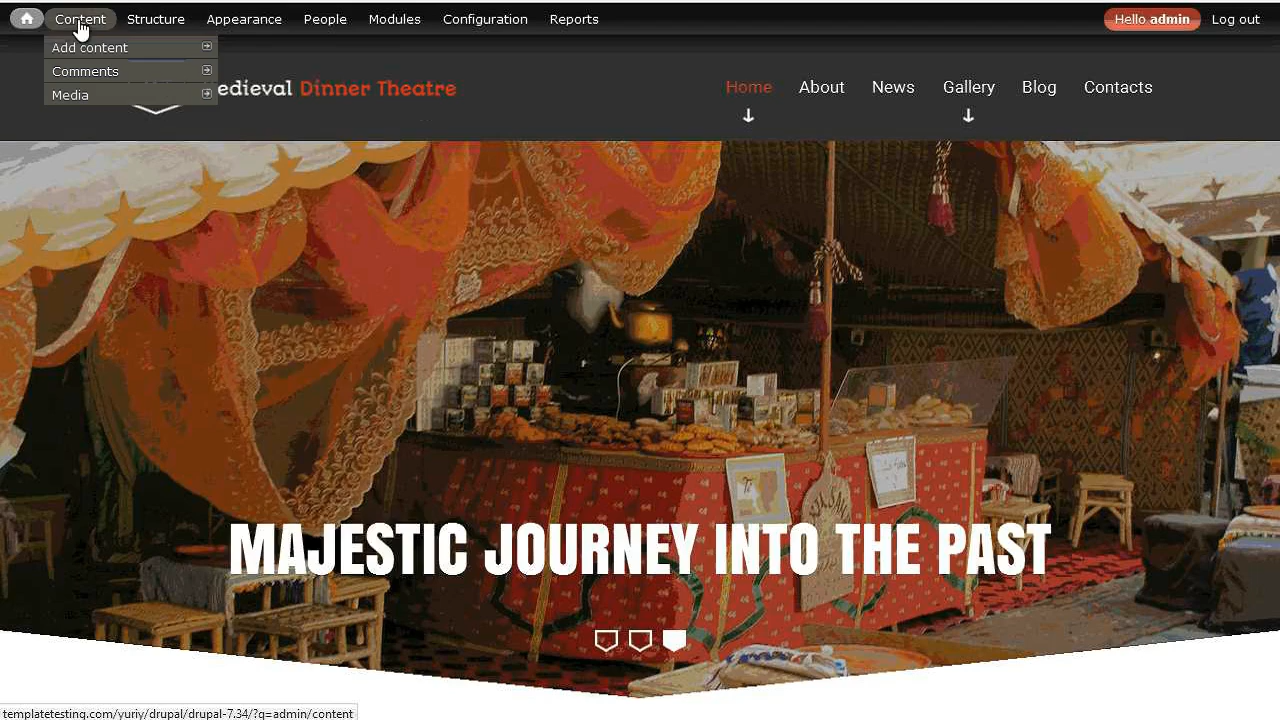 Content Structure Appearance People Modules Configuration Reports Hello admin Log out
Add content
Comments
Media
edieval Dinner Theatre
Home About News Gallery Blog Contacts
MAJESTIC JOURNEY INTO THE PAST
templatetesting.com/yuriy/drupal/drupal-7.34/?q=admin/content